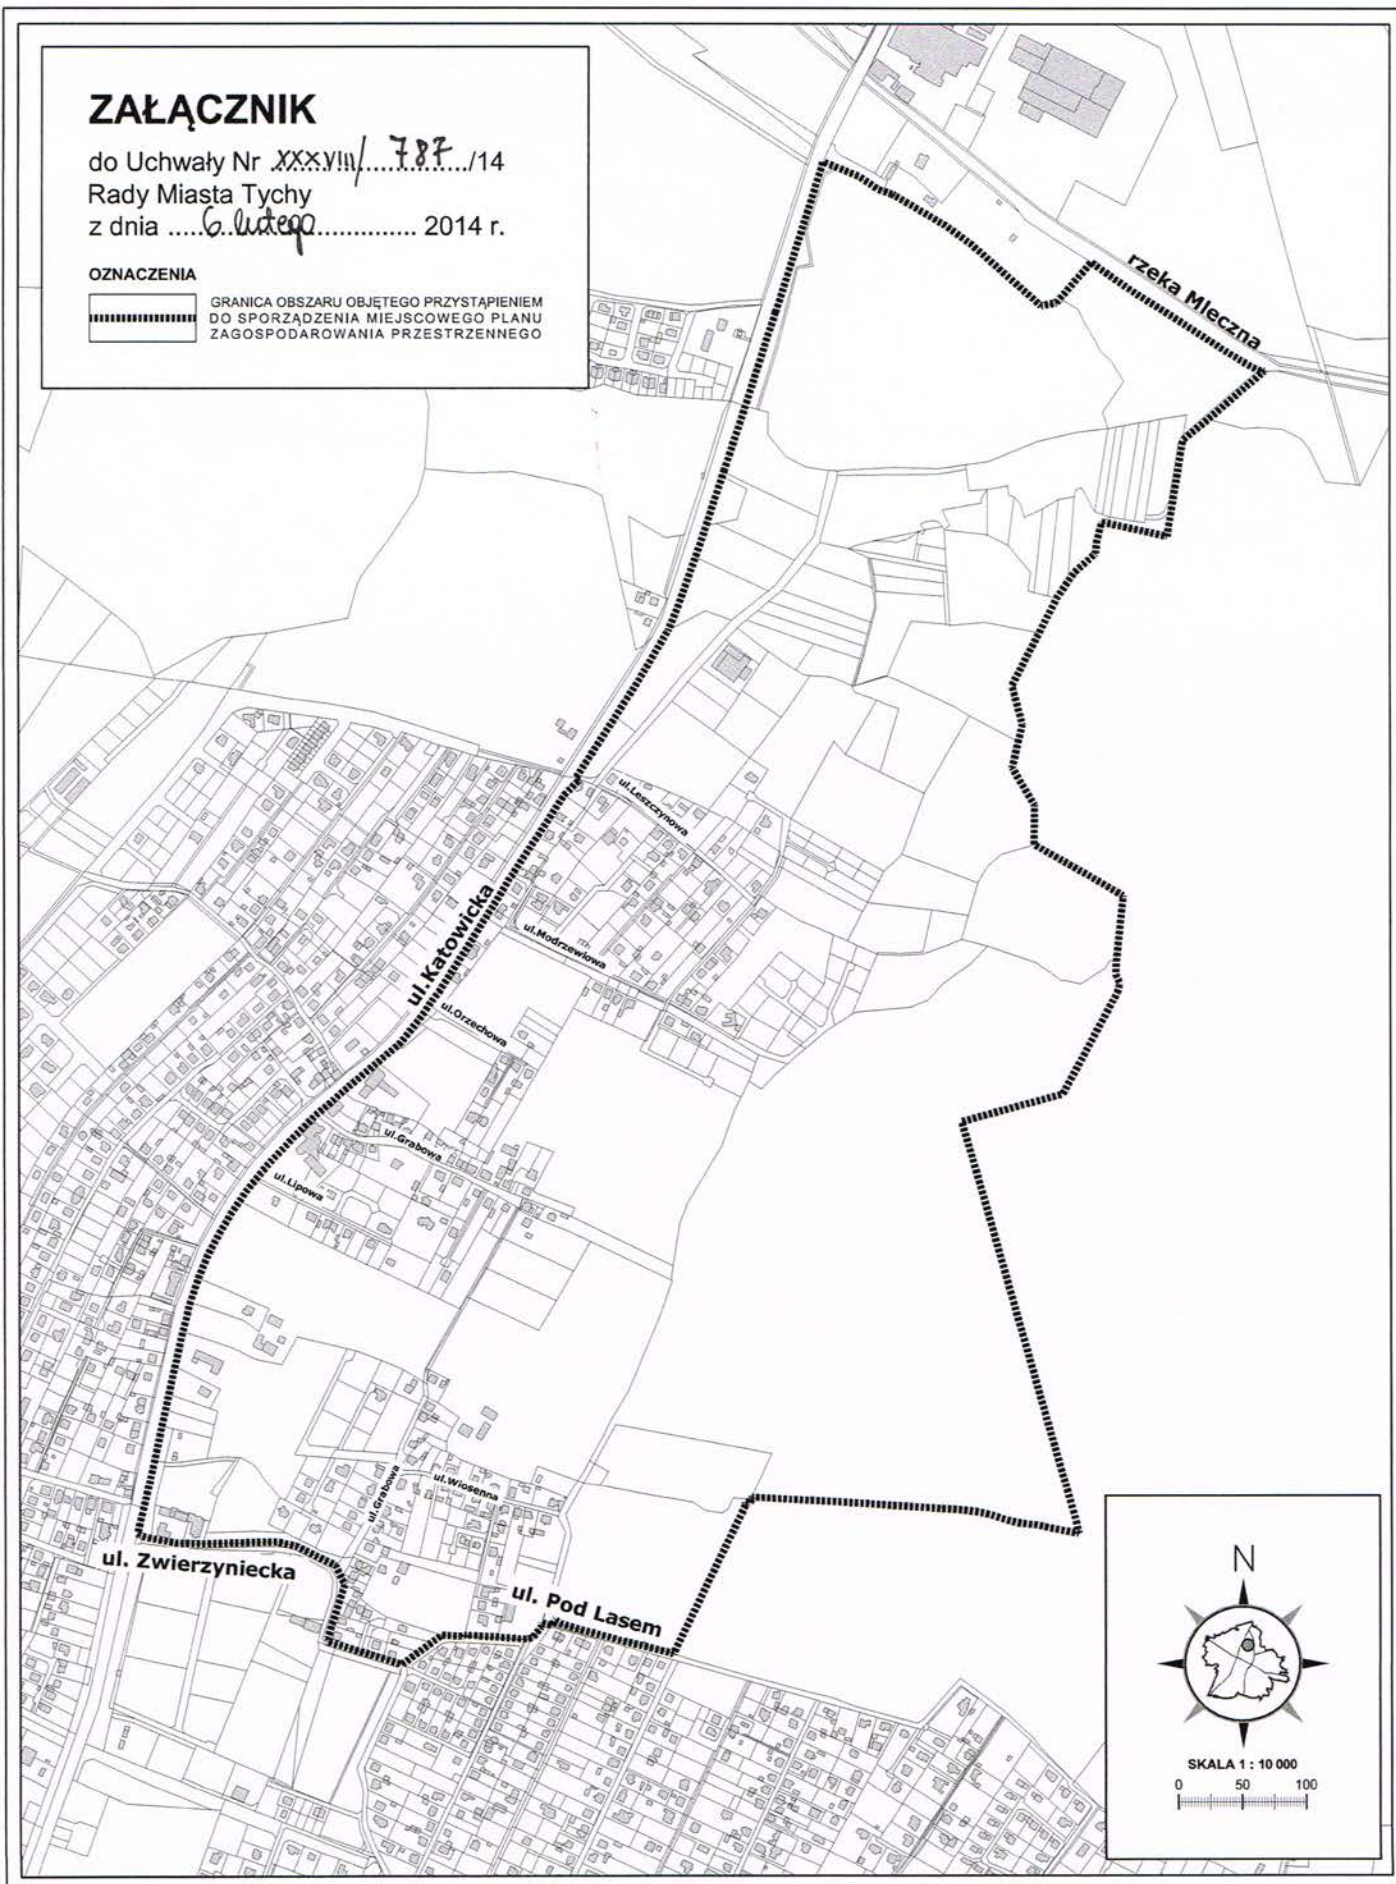 ZAŁĄCZNIK
do Uchwały Nr XXXVIII/ 787 /14
Rady Miasta Tychy
z dnia ..... 6 lutego ................ 2014 r.
OZNACZENIA
GRANICA OBSZARU OBJĘTEGO PRZYSTĄPIENIEM
DO SPORZĄDZENIA MIEJSCOWEGO PLANU
ZAGOSPODAROWANIA PRZESTRZENNEGO
rzeka Mleczna
ul.Leszczynowa
ul.Katowicka
ul.Modrzewiowa
ul.Orzechowa
ul.Grabowa
ul.Lipowa
ul.Grabowa
ul.Wiosenna
ul. Zwierzyniecka
ul. Pod Lasem
N
SKALA 1 : 10 000
0 50 100